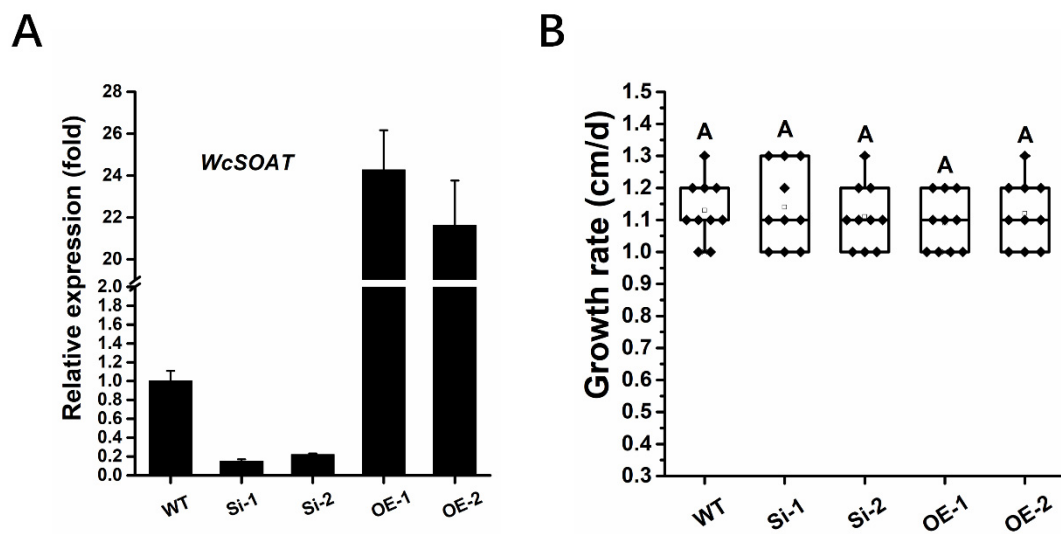 A
Relative expression (fold)
28
26
24
22
20
2.0
1.8
1.6
1.4
1.2
1.0
0.8
0.6
0.4
0.2
0.0
WcSOAT
WT
Si-1
Si-2
OE-1
OE-2
B
Growth rate (cm/d)
1.5
1.4
1.3
1.2
1.1
1.0
0.9
0.8
0.7
0.6
0.5
0.4
0.3
A
A
A
A
A
WT
Si-1
Si-2
OE-1
OE-2